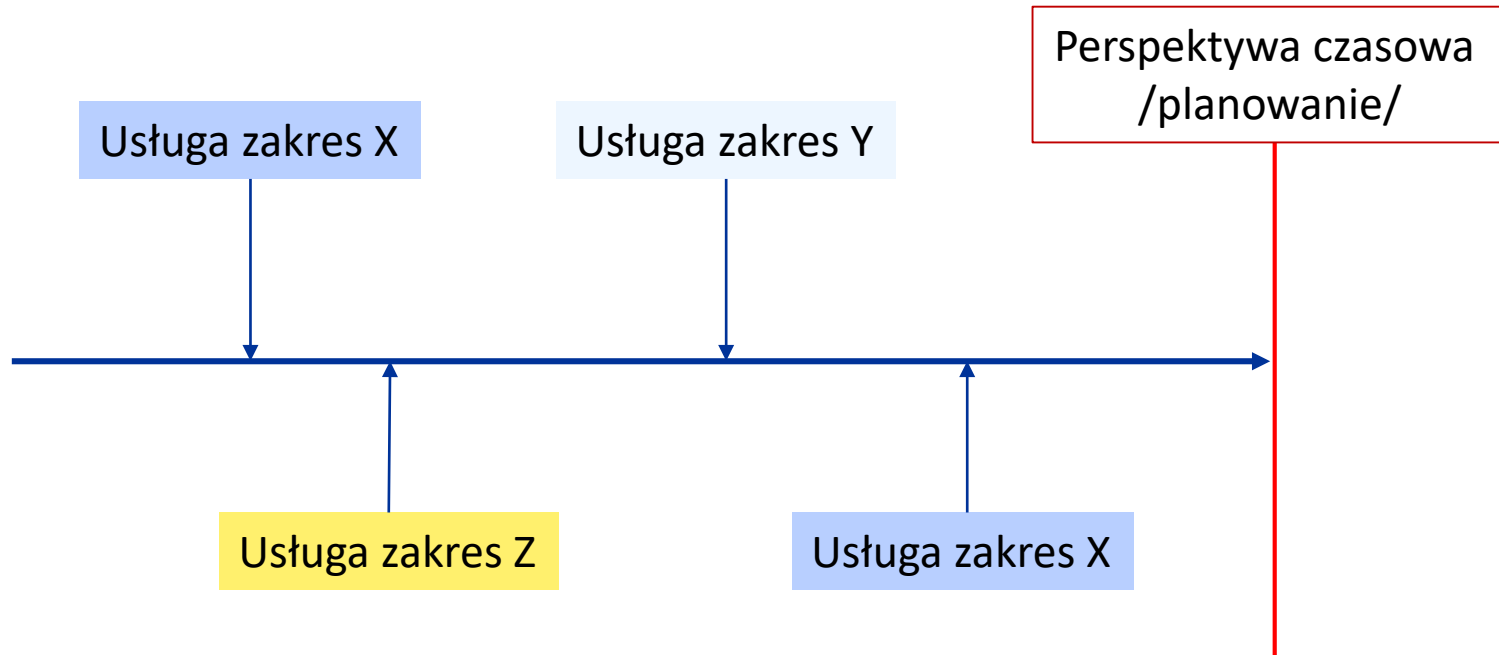 Perspektywa czasowa
/planowanie/
Usługa zakres X
Usługa zakres Y
Usługa zakres Z
Usługa zakres X